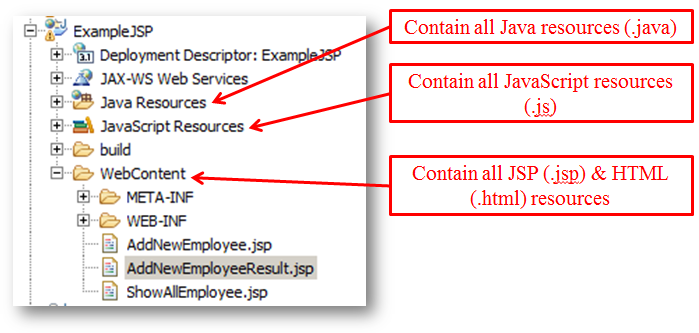 ExampleJSP
3.1 Deployment Descriptor: ExampleJSP
JAX-WS Web Services
Java Resources
JavaScript Resources
build
WebContent
META-INF
WEB-INF
AddNewEmployee.jsp
AddNewEmployeeResult.jsp
ShowAllEmployee.jsp
Contain all Java resources (.java)
Contain all JavaScript resources
(.js)
Contain all JSP (.jsp) & HTML
(.html) resources